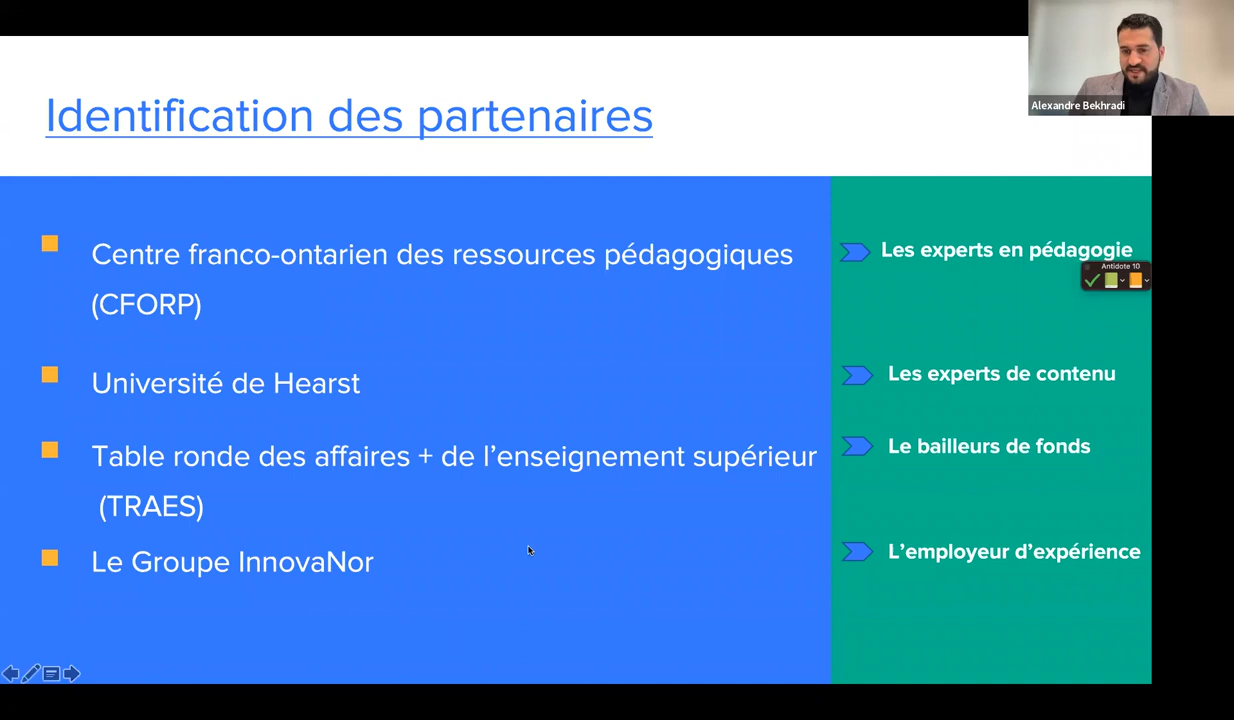 Alexandre Bekhradi
Identification des partenaires
Centre franco-ontarien des ressources pédagogiques
(CFORP)
Les experts en pédagogie
Antidote 10
Université de Hearst
Les experts de contenu
Table ronde des affaires + de l’enseignement supérieur
(TRAES)
Le bailleurs de fonds
Le Groupe InnovaNor
L’employeur d’expérience